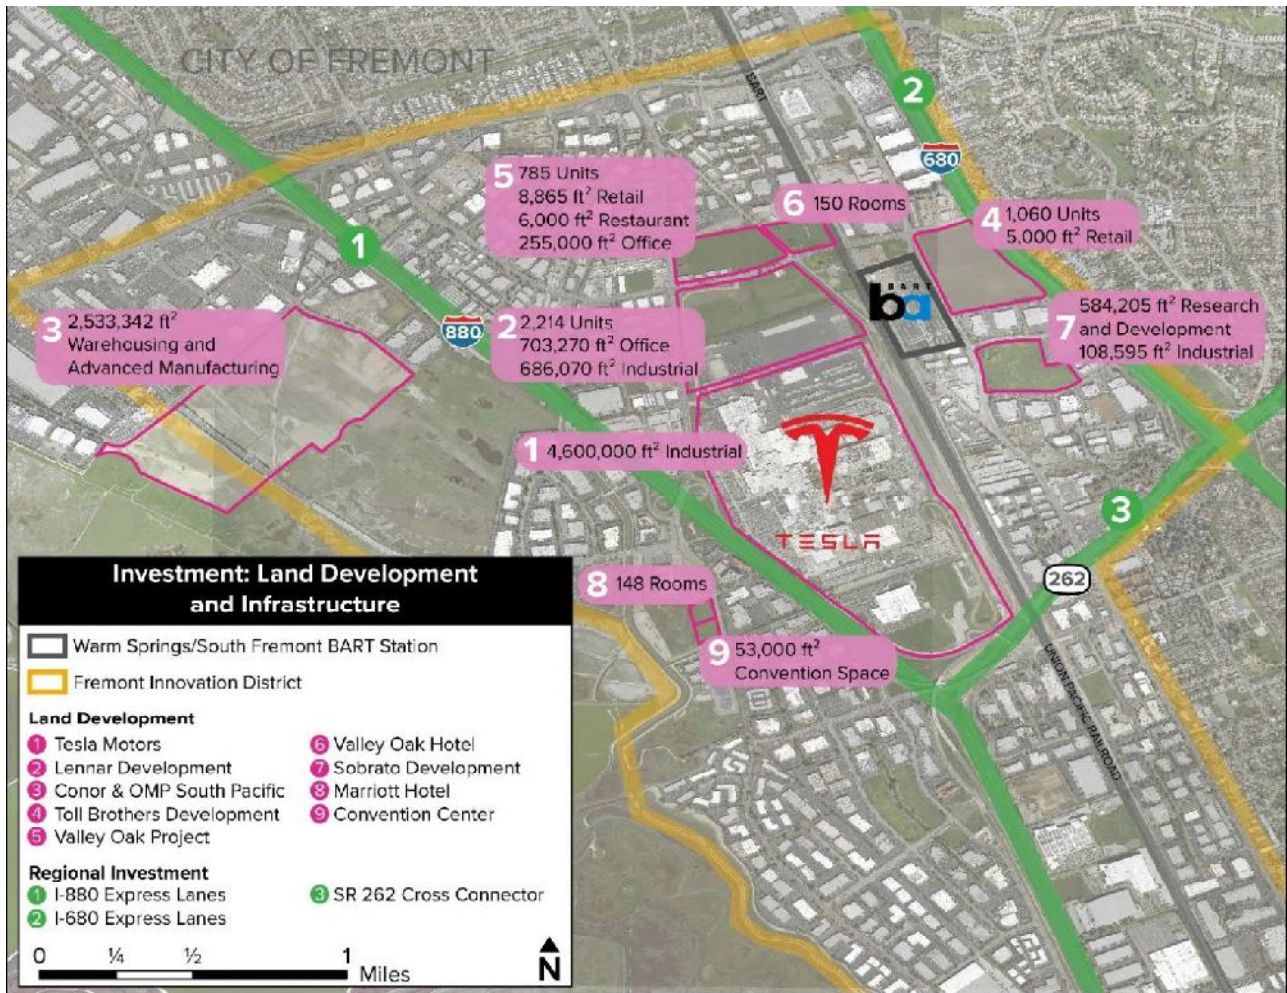 CITY OF FREMONT
BART
2
680
5 785 Units
8,865 ft² Retail
6,000 ft² Restaurant
255,000 ft² Office
6 150 Rooms
4 1,060 Units
5,000 ft² Retail
1
BART
ba
3 2,533,342 ft²
Warehousing and
Advanced Manufacturing
880
2 2,214 Units
703,270 ft² Office
686,070 ft² Industrial
7 584,205 ft² Research
and Development
108,595 ft² Industrial
1 4,600,000 ft² Industrial
TESLA
3
262
8 148 Rooms
9 53,000 ft²
Convention Space
UNION PACIFIC RAILROAD
Investment: Land Development
and Infrastructure
Warm Springs/South Fremont BART Station
Fremont Innovation District
Land Development
1 Tesla Motors
2 Lennar Development
3 Conor & OMP South Pacific
4 Toll Brothers Development
5 Valley Oak Project
6 Valley Oak Hotel
7 Sobrato Development
8 Marriott Hotel
9 Convention Center
Regional Investment
1 I-880 Express Lanes
2 I-680 Express Lanes
3 SR 262 Cross Connector
0 ¼ ½ 1
Miles
N